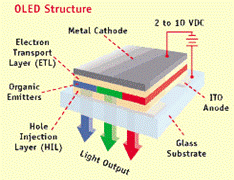 OLED Structure
Metal Cathode
2 to 10 VDC
Electron
Transport
Layer (ETL)
Organic
Emitters
ITO
Anode
Hole
Injection
Layer (HIL)
Glass
Substrate
Light Output